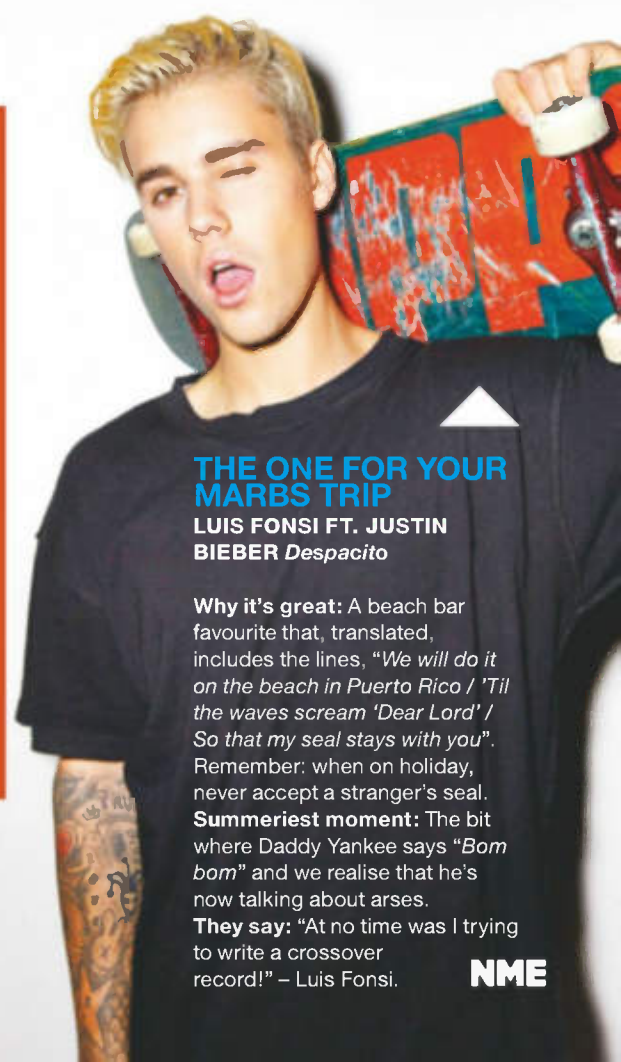 THE ONE FOR YOUR
MARBS TRIP
LUIS FONSI FT. JUSTIN
BIEBER Despacito
Why it's great: A beach bar
favourite that, translated,
includes the lines, “We will do it
on the beach in Puerto Rico / ’Til
the waves scream ‘Dear Lord’ /
So that my seal stays with you”.
Remember: when on holiday,
never accept a stranger’s seal.
Summeriest moment: The bit
where Daddy Yankee says “Bom
bom” and we realise that he’s
now talking about arses.
They say: “At no time was I trying
to write a crossover
record!” – Luis Fonsi.
NME